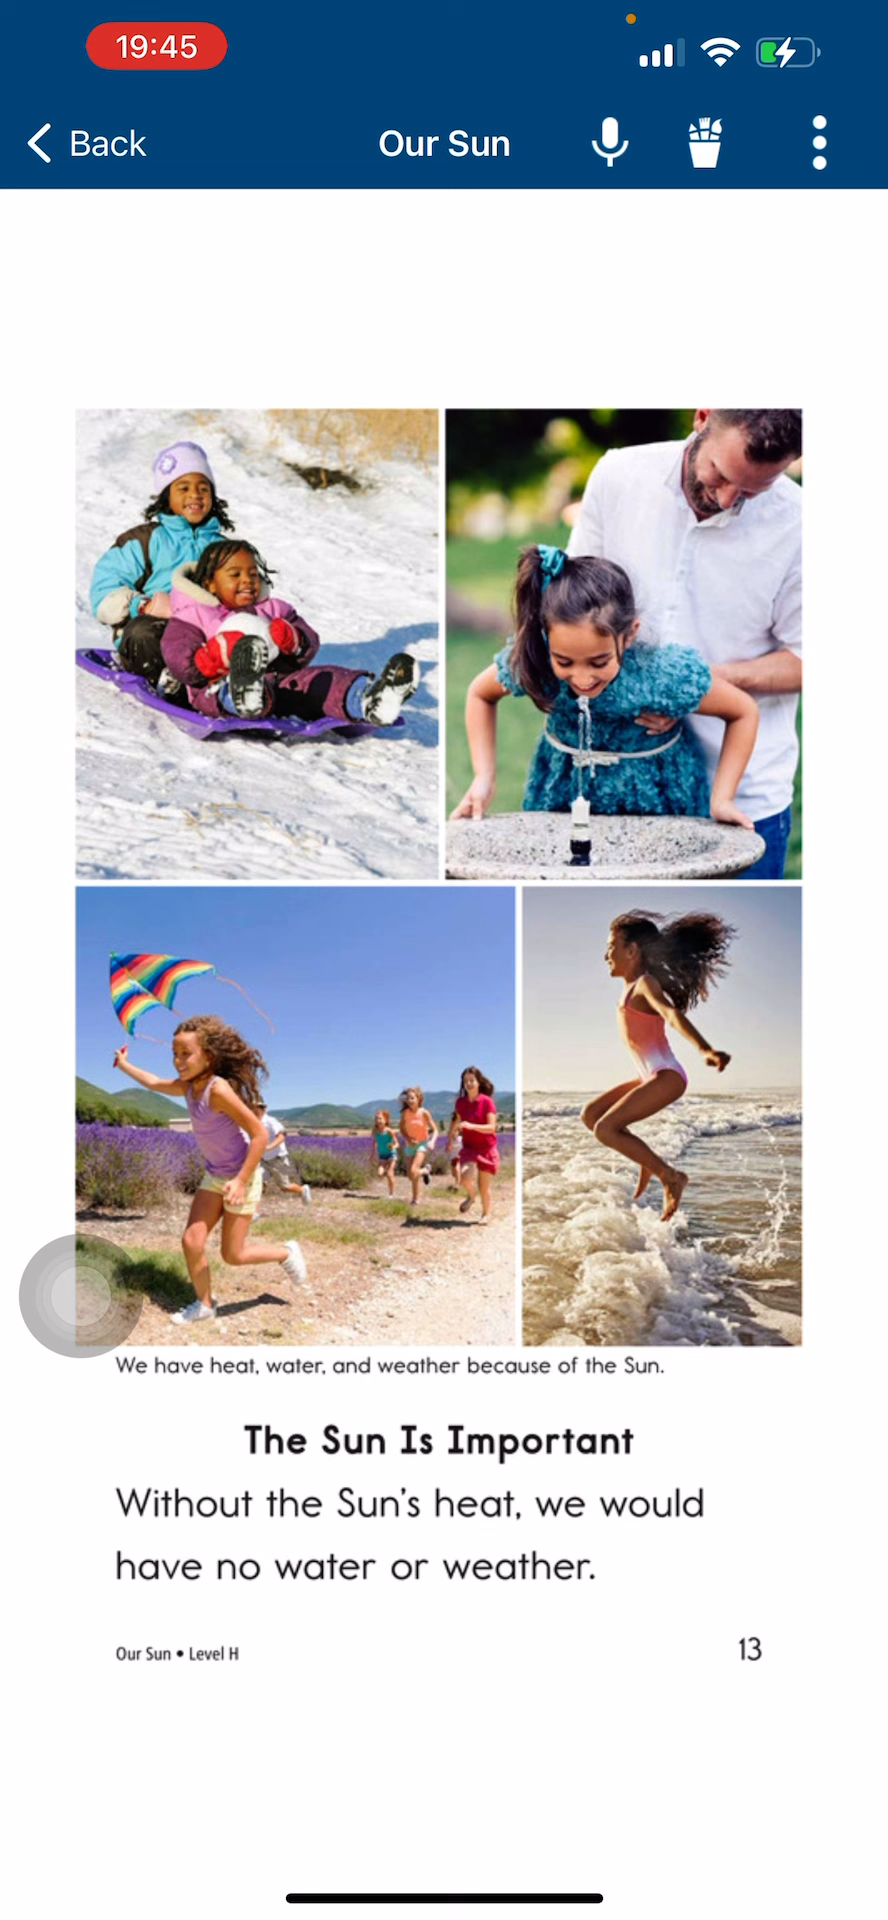 19:45
Back
Our Sun
We have heat, water, and weather because of the Sun.
The Sun Is Important
Without the Sun's heat, we would
have no water or weather.
Our Sun • Level H
13